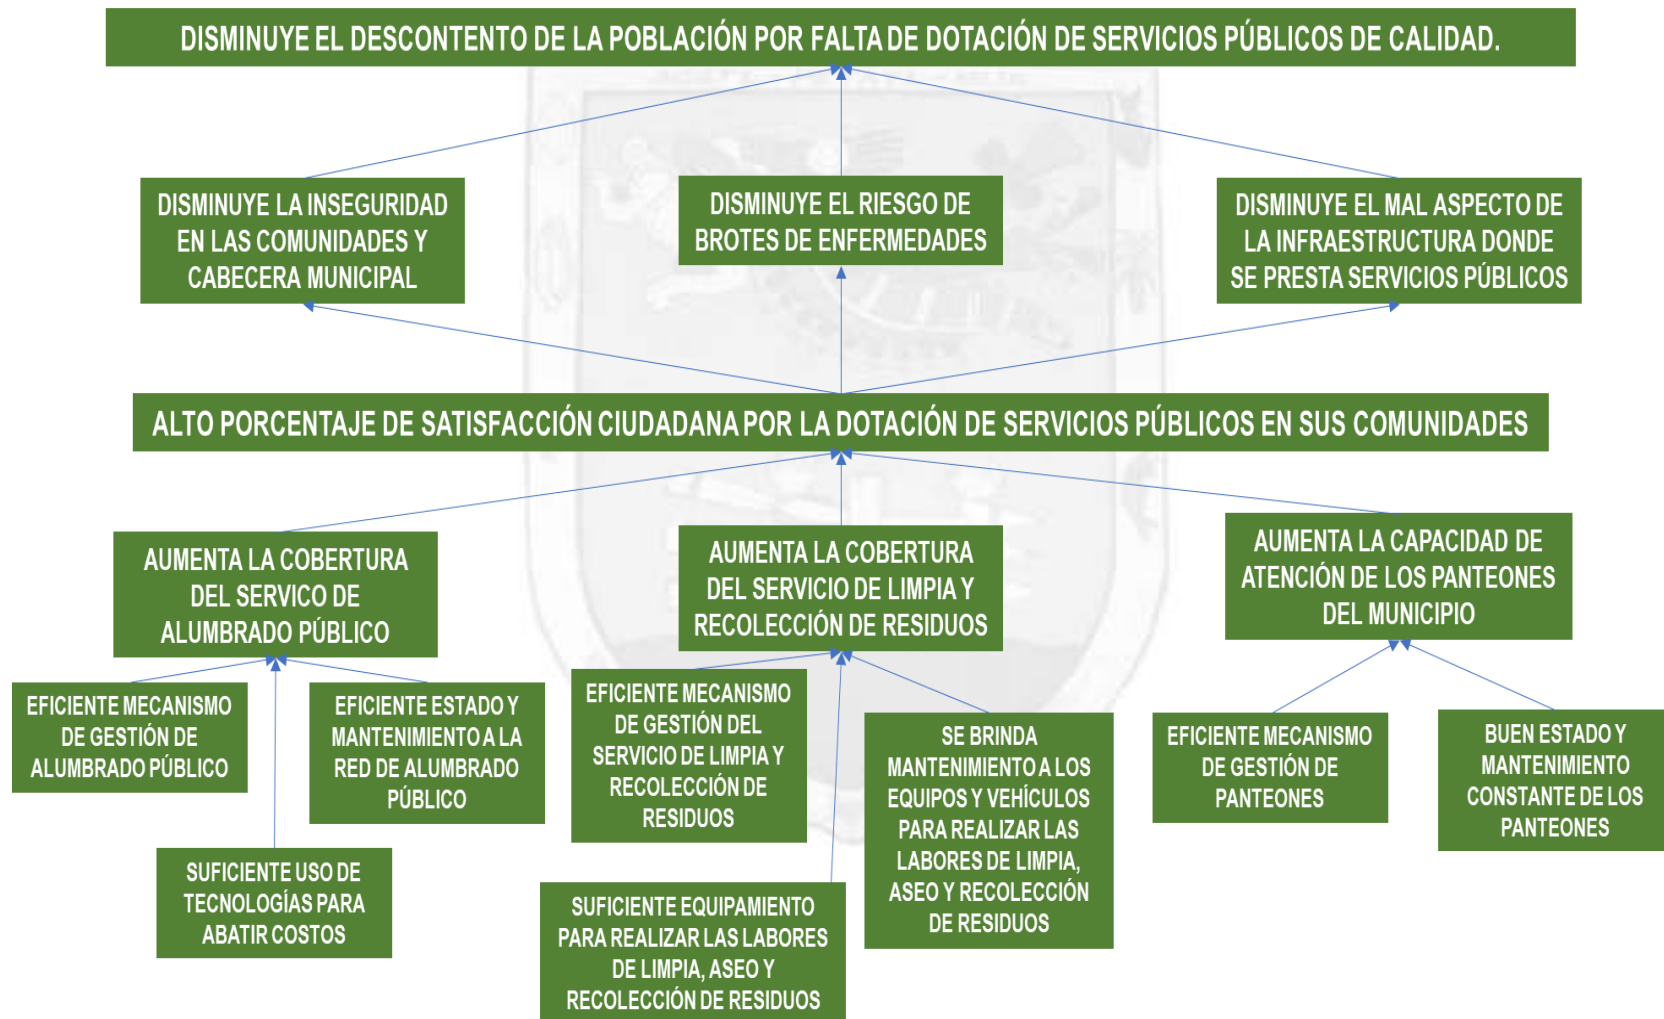 DISMINUYE EL DESCONTENTO DE LA POBLACIÓN POR FALTA DE DOTACIÓN DE SERVICIOS PÚBLICOS DE CALIDAD.
DISMINUYE LA INSEGURIDAD
EN LAS COMUNIDADES Y
CABECERA MUNICIPAL
DISMINUYE EL RIESGO DE
BROTES DE ENFERMEDADES
DISMINUYE EL MAL ASPECTO DE
LA INFRAESTRUCTURA DONDE
SE PRESTA SERVICIOS PÚBLICOS
ALTO PORCENTAJE DE SATISFACCIÓN CIUDADANA POR LA DOTACIÓN DE SERVICIOS PÚBLICOS EN SUS COMUNIDADES
AUMENTA LA COBERTURA
DEL SERVICO DE
ALUMBRADO PÚBLICO
AUMENTA LA COBERTURA
DEL SERVICIO DE LIMPIA Y
RECOLECCIÓN DE RESIDUOS
AUMENTA LA CAPACIDAD DE
ATENCIÓN DE LOS PANTEONES
DEL MUNICIPIO
EFICIENTE MECANISMO
DE GESTIÓN DE
ALUMBRADO PÚBLICO
EFICIENTE ESTADO Y
MANTENIMIENTO A LA
RED DE ALUMBRADO
PÚBLICO
SUFICIENTE USO DE
TECNOLOGÍAS PARA
ABATIR COSTOS
EFICIENTE MECANISMO
DE GESTIÓN DEL
SERVICIO DE LIMPIA Y
RECOLECCIÓN DE
RESIDUOS
SUFICIENTE EQUIPAMIENTO
PARA REALIZAR LAS LABORES
DE LIMPIA, ASEO Y
RECOLECCIÓN DE RESIDUOS
SE BRINDA
MANTENIMIENTO A LOS
EQUIPOS Y VEHÍCULOS
PARA REALIZAR LAS
LABORES DE LIMPIA,
ASEO Y RECOLECCIÓN
DE RESIDUOS
EFICIENTE MECANISMO
DE GESTIÓN DE
PANTEONES
BUEN ESTADO Y
MANTENIMIENTO
CONSTANTE DE LOS
PANTEONES